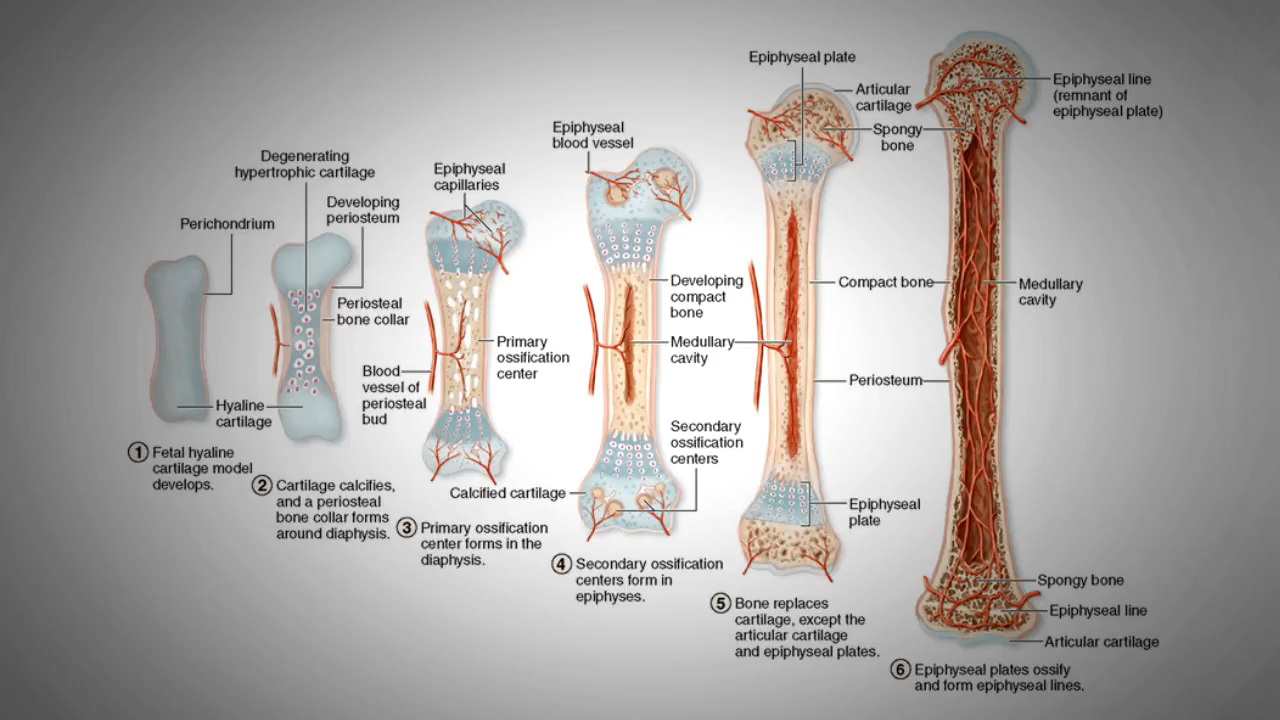 Perichondrium
Hyaline
cartilage
1 Fetal hyaline
cartilage model
develops.
Degenerating
hypertrophic cartilage
Developing
periosteum
Periosteal
bone collar
2 Cartilage calcifies,
and a periosteal
bone collar forms
around diaphysis.
Epiphyseal
capillaries
Primary
ossification
center
Blood
vessel of
periosteal
bud
3 Primary ossification
center forms in the
diaphysis.
Epiphyseal
blood vessel
Developing
compact
bone
Medullary
cavity
Secondary
ossification
centers
Calcified cartilage
4 Secondary ossification
centers form in
epiphyses.
Epiphyseal plate
Articular
cartilage
Spongy
bone
Compact bone
Periosteum
Epiphyseal
plate
5 Bone replaces
cartilage, except the
articular cartilage
and epiphyseal plates.
Epiphyseal line
(remnant of
epiphyseal plate)
Medullary
cavity
Spongy bone
Epiphyseal line
Articular cartilage
6 Epiphyseal plates ossify
and form epiphyseal lines.